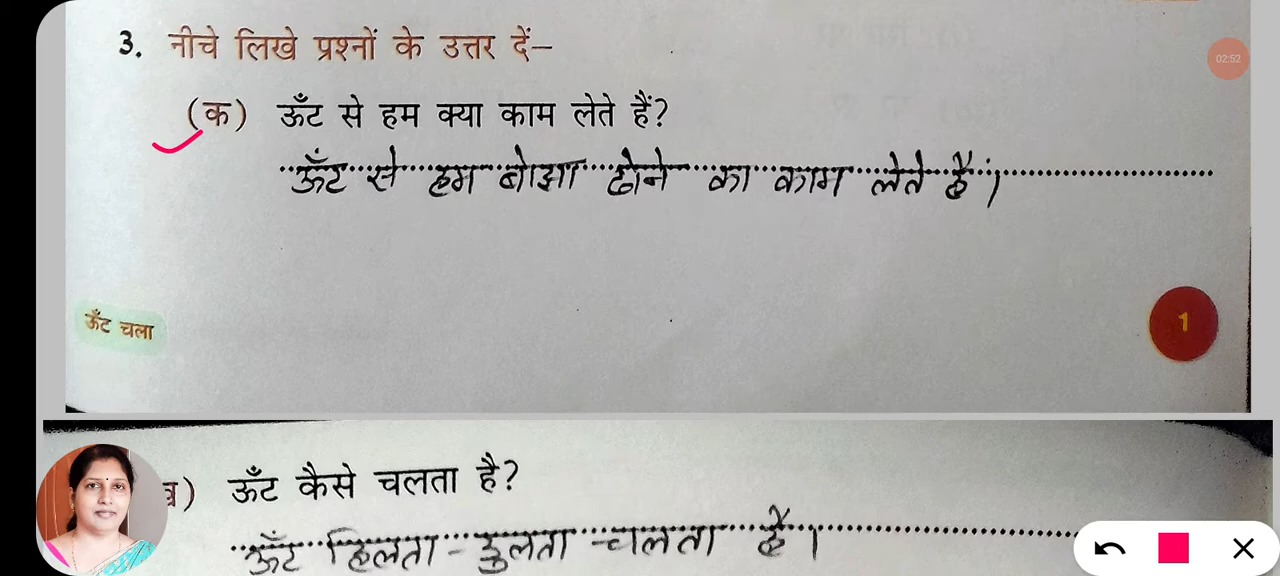 3. नीचे लिखे प्रश्नों के उत्तर दें–
02:52
(क) ऊँट से हम क्या काम लेते हैं?
ऊँट से हम बोझा ढोने का काम लेते हैं।
ऊँट चला
1
ऊँट कैसे चलता है?
ऊँट हिलता-डुलता चलता है।